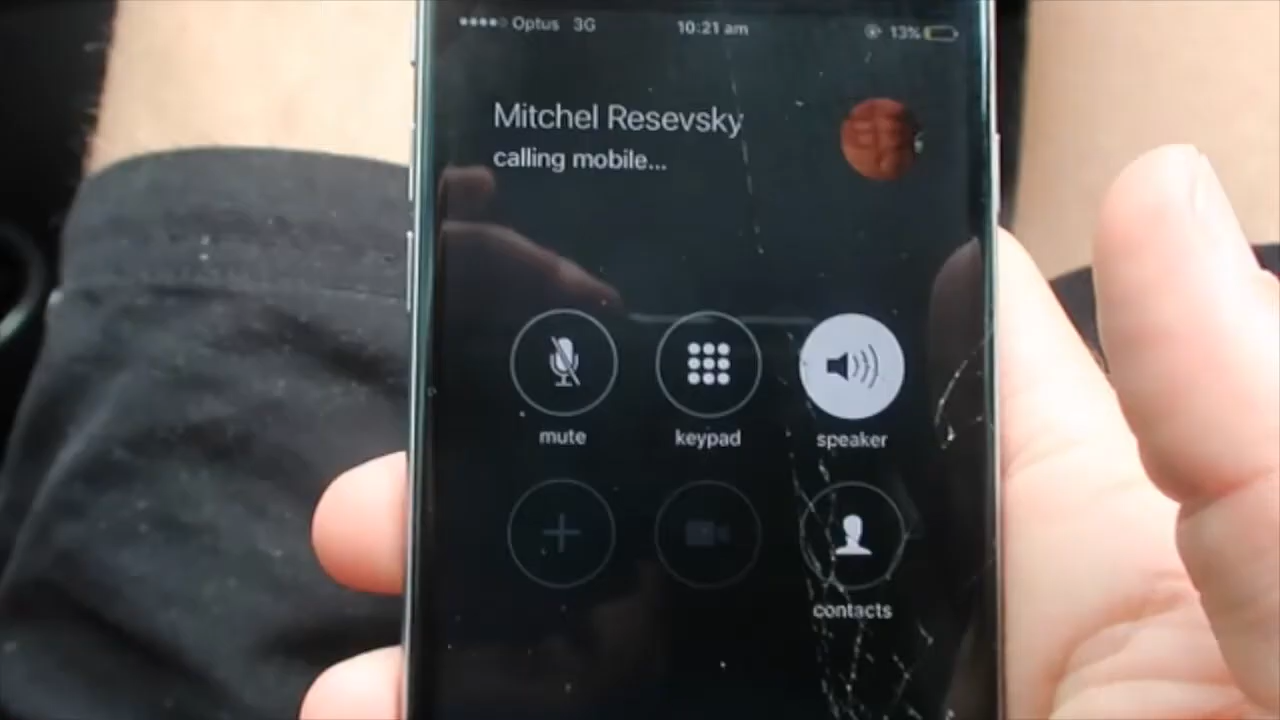 Optus 3G 10:21 am 13%
Mitchel Resevsky
calling mobile...
mute keypad speaker
contacts